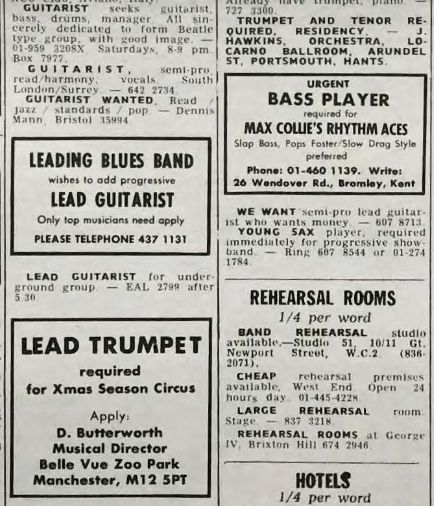 GUITARIST seeks guitarist,
bass, drums, manager. All sin-
cerely dedicated to form Beatle
type group, with good image. —
01-959 3208X Saturdays, 8-9 pm.
Box 7977.
GUITARIST, semi-pro,
read/harmony, vocals. South
London/Surrey. — 642 2734.
GUITARIST WANTED. Read /
jazz / standards / pop. — Dennis
Mann, Bristol 35994.
LEADING BLUES BAND
wishes to add progressive
LEAD GUITARIST
Only top musicians need apply
PLEASE TELEPHONE 437 1131
LEAD GUITARIST for under-
ground group. — EAL 2799 after
5.30.
LEAD TRUMPET
required
for Xmas Season Circus
Apply:
D. Butterworth
Musical Director
Belle Vue Zoo Park
Manchester, M12 5PT
already have trumpet, piano. —
727 3300.
TRUMPET AND TENOR RE-
QUIRED, RESIDENCY. — J.
HAWKINS, ORCHESTRA, LO-
CARNO BALLROOM, ARUNDEL
ST, PORTSMOUTH, HANTS.
URGENT
BASS PLAYER
required for
MAX COLLIE'S RHYTHM ACES
Slap Bass, Pops Foster/Slow Drag Style
preferred
Phone: 01-460 1139. Write:
26 Wendover Rd., Bromley, Kent
WE WANT semi-pro lead guitar-
ist who wants money. — 607 8713.
YOUNG SAX player, required
immediately for progressive show-
band. — Ring 607 8544 or 01-274
1784.
REHEARSAL ROOMS
1/4 per word
BAND REHEARSAL studio
available,—Studio 51, 10/11 Gt.
Newport Street, W.C.2 (836-
2071).
CHEAP rehearsal premises
available, West End. Open 24
hours day. 01-445-4228.
LARGE REHEARSAL room.
Stage. — 837 3218.
REHEARSAL ROOMS at George
IV, Brixton Hill 674 2946.
HOTELS
1/4 per word